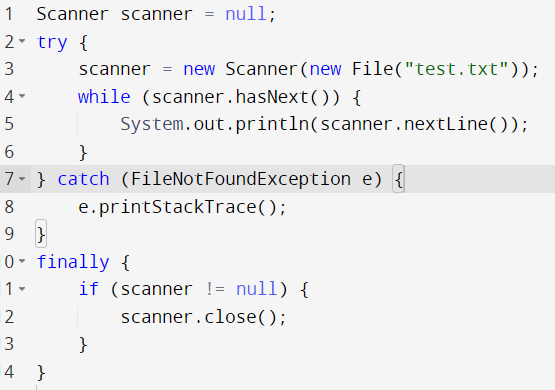 1 Scanner scanner = null;
2 try {
3     scanner = new Scanner(new File("test.txt"));
4     while (scanner.hasNext()) {
5         System.out.println(scanner.nextLine());
6     }
7 } catch (FileNotFoundException e) {
8     e.printStackTrace();
9 }
0 finally {
1     if (scanner != null) {
2         scanner.close();
3     }
4 }